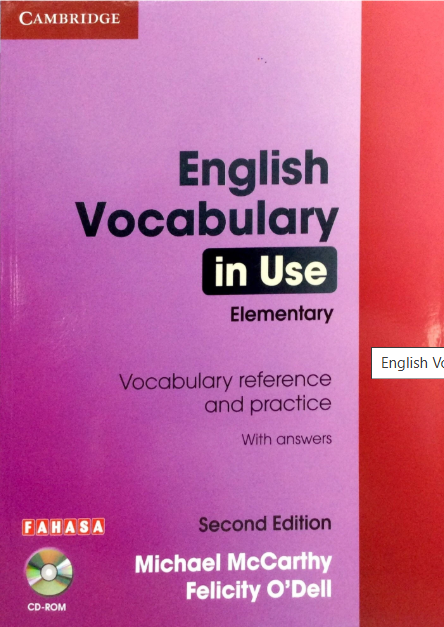 CAMBRIDGE
English
Vocabulary
in Use
Elementary
English Vo
Vocabulary reference
and practice
With answers
FAHASA
Second Edition
Michael McCarthy
Felicity O'Dell
CD-ROM